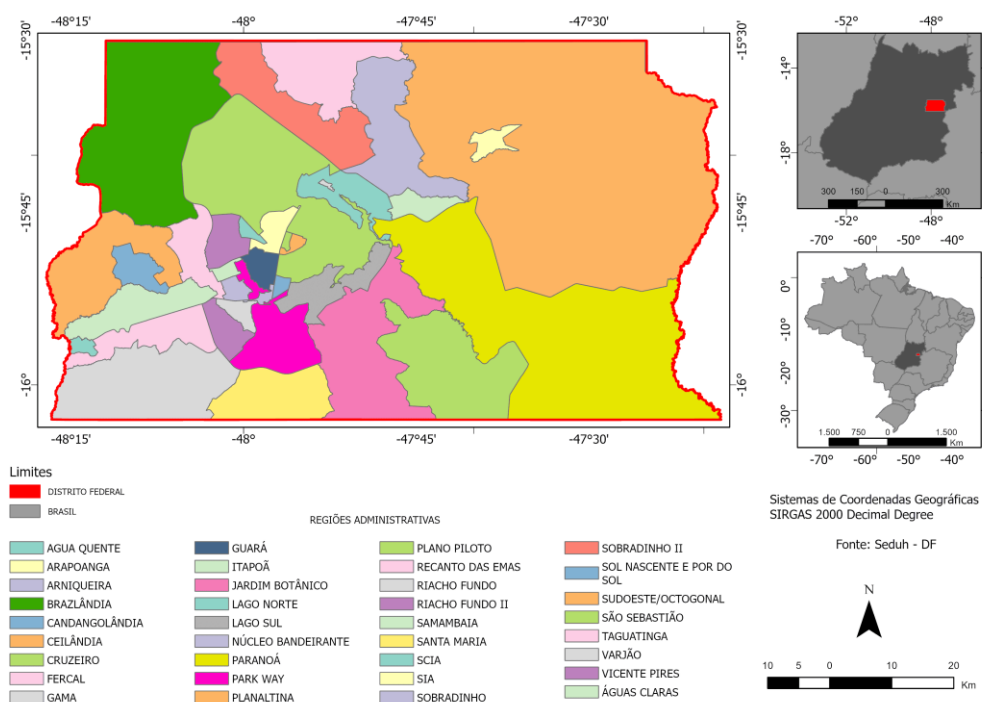 -48°15' -48° -47°45' -47°30'
-15°30' -15°30'
-15°45' -15°45'
-16° -16°
-48°15' -48° -47°45' -47°30'
-52° -48°
-14° -14°
-18° -18°
300 150 0 300
Km
-52° -48°
-70° -60° -50° -40°
0° 0°
-10° -10°
-20° -20°
-30° -30°
1.500 750 0 1.500
Km
-70° -60° -50° -40°
Limites
DISTRITO FEDERAL
BRASIL
REGIÕES ADMINISTRATIVAS
AGUA QUENTE
ARAPOANGA
ARNIQUEIRA
BRAZLÂNDIA
CANDANGOLÂNDIA
CEILÂNDIA
CRUZEIRO
FERCAL
GAMA
GUARÁ
ITAPOÃ
JARDIM BOTÂNICO
LAGO NORTE
LAGO SUL
NÚCLEO BANDEIRANTE
PARANOÁ
PARK WAY
PLANALTINA
PLANO PILOTO
RECANTO DAS EMAS
RIACHO FUNDO
RIACHO FUNDO II
SAMAMBAIA
SANTA MARIA
SCIA
SIA
SOBRADINHO
SOBRADINHO II
SOL NASCENTE E POR DO
SOL
SUDOESTE/OCTOGONAL
SÃO SEBASTIÃO
TAGUATINGA
VARJÃO
VICENTE PIRES
ÁGUAS CLARAS
Sistemas de Coordenadas Geográficas
SIRGAS 2000 Decimal Degree
Fonte: Seduh - DF
N
10 5 0 10 20
Km